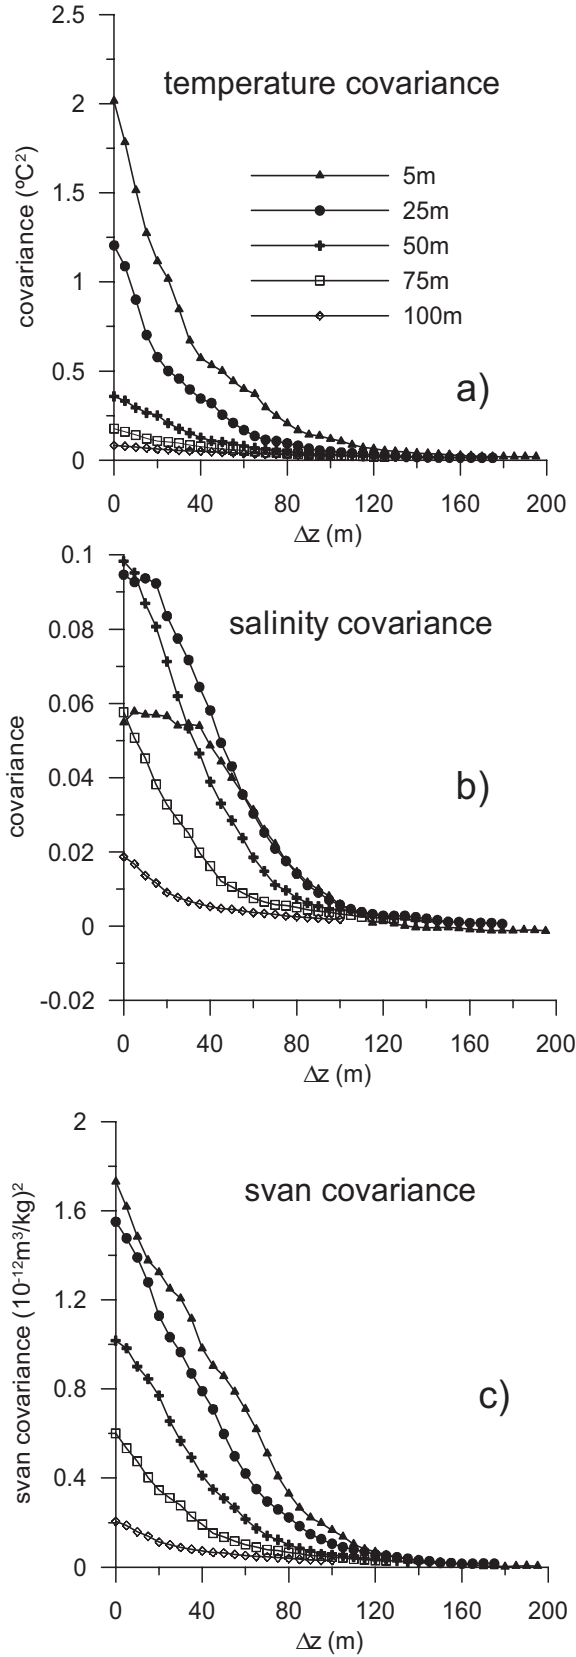 2.5
temperature covariance
2
covariance (ºC²)
1.5
5m
25m
50m
1
75m
100m
0.5
a)
0
0 40 80 120 160 200
Δz (m)
0.1
salinity covariance
0.08
0.06
covariance
0.04
b)
0.02
0
-0.02
0 40 80 120 160 200
Δz (m)
2
svan covariance
1.6
svan covariance (10⁻¹²m³/kg)²
1.2
0.8
c)
0.4
0
0 40 80 120 160 200
Δz (m)